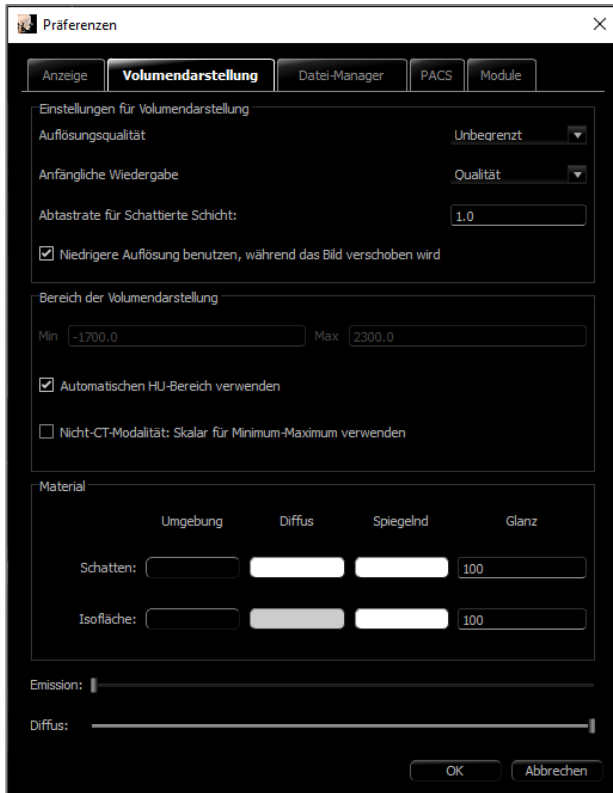 Präferenzen
Anzeige Volumendarstellung Datei-Manager PACS Module
Einstellungen für Volumendarstellung
Auflösungsqualität Unbegrenzt
Anfängliche Wiedergabe Qualität
Abtastrate für Schattierte Schicht: 1.0
Niedrigere Auflösung benutzen, während das Bild verschoben wird
Bereich der Volumendarstellung
Min -1700.0 Max 2300.0
Automatischen HU-Bereich verwenden
Nicht-CT-Modalität: Skalar für Minimum-Maximum verwenden
Material
Umgebung Diffus Spiegelnd Glanz
Schatten: 100
Isofläche: 100
Emission:
Diffus:
OK Abbrechen